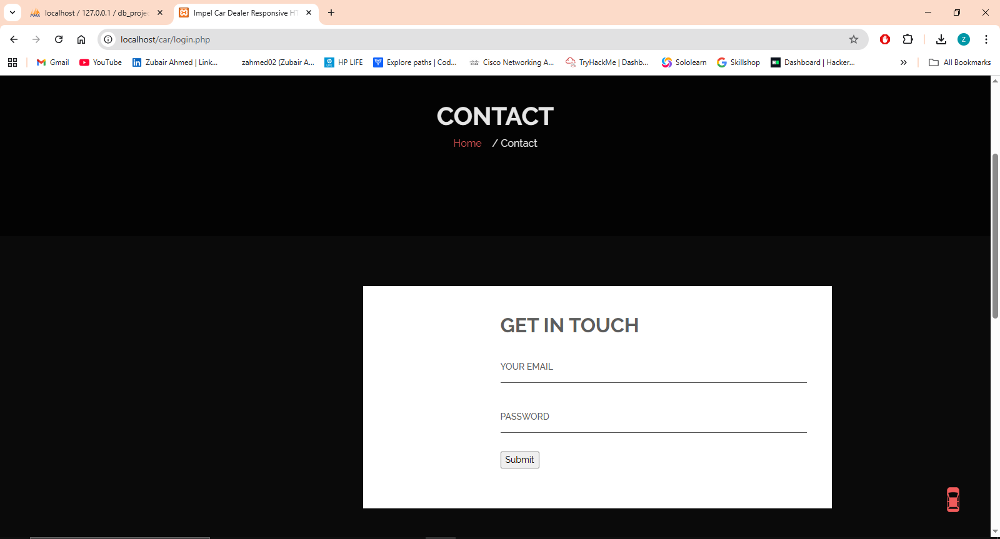 localhost / 127.0.0.1 / db_projec
Impel Car Dealer Responsive HT
localhost/car/login.php
Z
Gmail
YouTube
Zubair Ahmed | Link...
zahmed02 (Zubair A...
HP LIFE
Explore paths | Cod...
Cisco Networking A...
TryHackMe | Dashb...
Sololearn
Skillshop
Dashboard | Hacker...
All Bookmarks
CONTACT
Home / Contact
GET IN TOUCH
YOUR EMAIL
PASSWORD
Submit